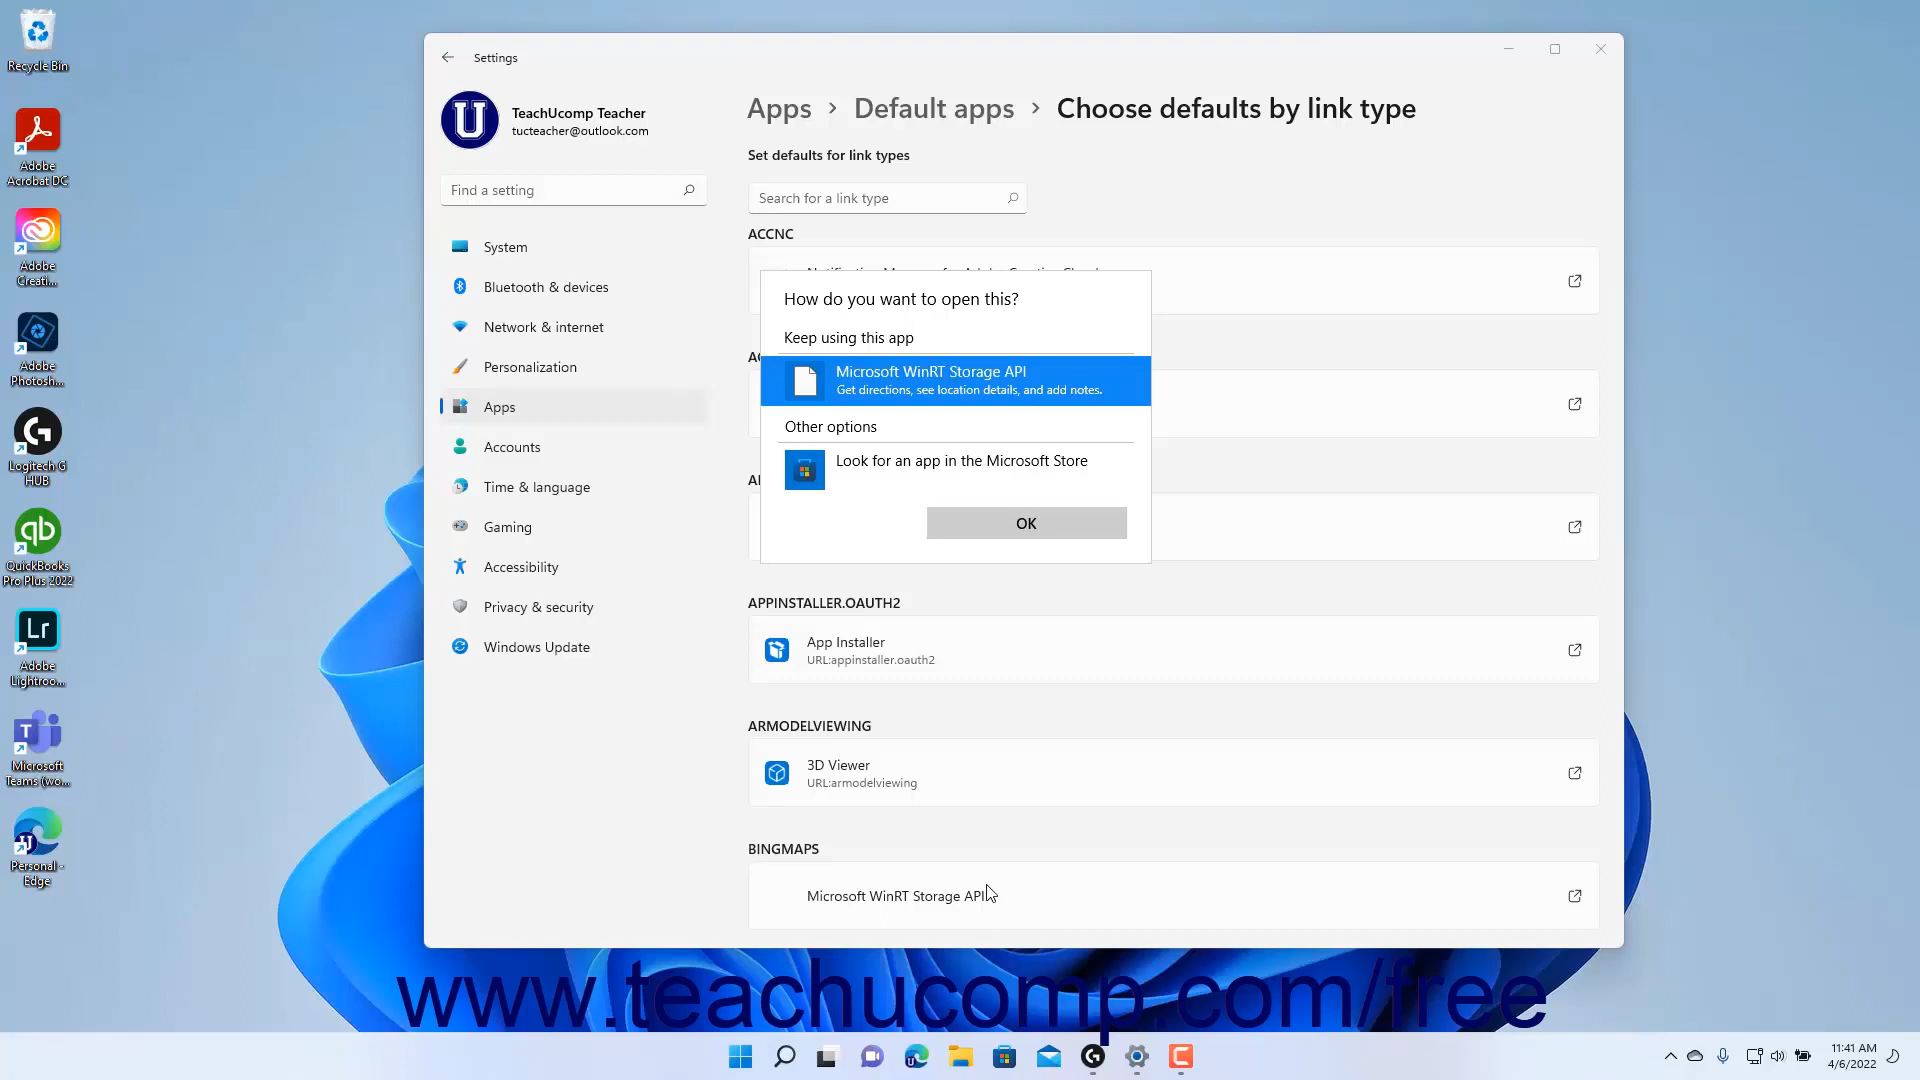 Recycle Bin
Adobe
Acrobat DC
Adobe
Creati...
Adobe
Photosh...
Logitech G
HUB
QuickBooks
Pro Plus 2022
Adobe
Lightroo...
Microsoft
Teams (wo...
Personal -
Edge
Settings
TeachUcomp Teacher
tucteacher@outlook.com
Find a setting
System
Bluetooth & devices
Network & internet
Personalization
Apps
Accounts
Time & language
Gaming
Accessibility
Privacy & security
Windows Update
Apps > Default apps > Choose defaults by link type
Set defaults for link types
Search for a link type
ACCNC
How do you want to open this?
Keep using this app
Microsoft WinRT Storage API
Get directions, see location details, and add notes.
Other options
Look for an app in the Microsoft Store
OK
APPINSTALLER.OAUTH2
App Installer
URL:appinstaller.oauth2
ARMODELVIEWING
3D Viewer
URL:armodelviewing
BINGMAPS
Microsoft WinRT Storage API
www.teachucomp.com/free
11:41 AM
4/6/2022